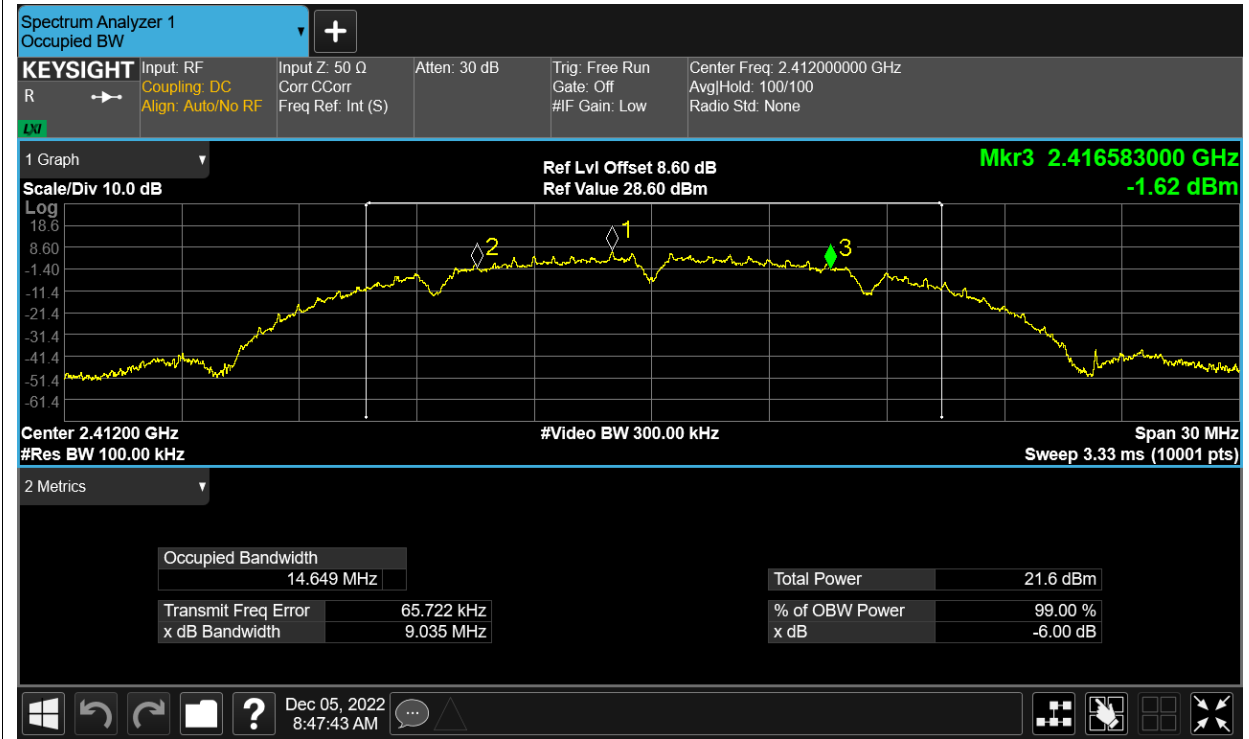 Spectrum Analyzer 1
Occupied BW
KEYSIGHT
R
LXI
Input: RF
Coupling: DC
Align: Auto/No RF
Input Z: 50 Ω
Corr CCorr
Freq Ref: Int (S)
Atten: 30 dB
Trig: Free Run
Gate: Off
#IF Gain: Low
Center Freq: 2.412000000 GHz
Avg|Hold: 100/100
Radio Std: None
1 Graph
Scale/Div 10.0 dB
Ref Lvl Offset 8.60 dB
Ref Value 28.60 dBm
Mkr3 2.416583000 GHz
-1.62 dBm
Log
18.6
8.60
-1.40
-11.4
-21.4
-31.4
-41.4
-51.4
-61.4
2
1
3
Center 2.41200 GHz
#Res BW 100.00 kHz
#Video BW 300.00 kHz
Span 30 MHz
Sweep 3.33 ms (10001 pts)
2 Metrics
Occupied Bandwidth
14.649 MHz
Transmit Freq Error 65.722 kHz
x dB Bandwidth 9.035 MHz
Total Power 21.6 dBm
% of OBW Power 99.00 %
x dB -6.00 dB
?
Dec 05, 2022
8:47:43 AM